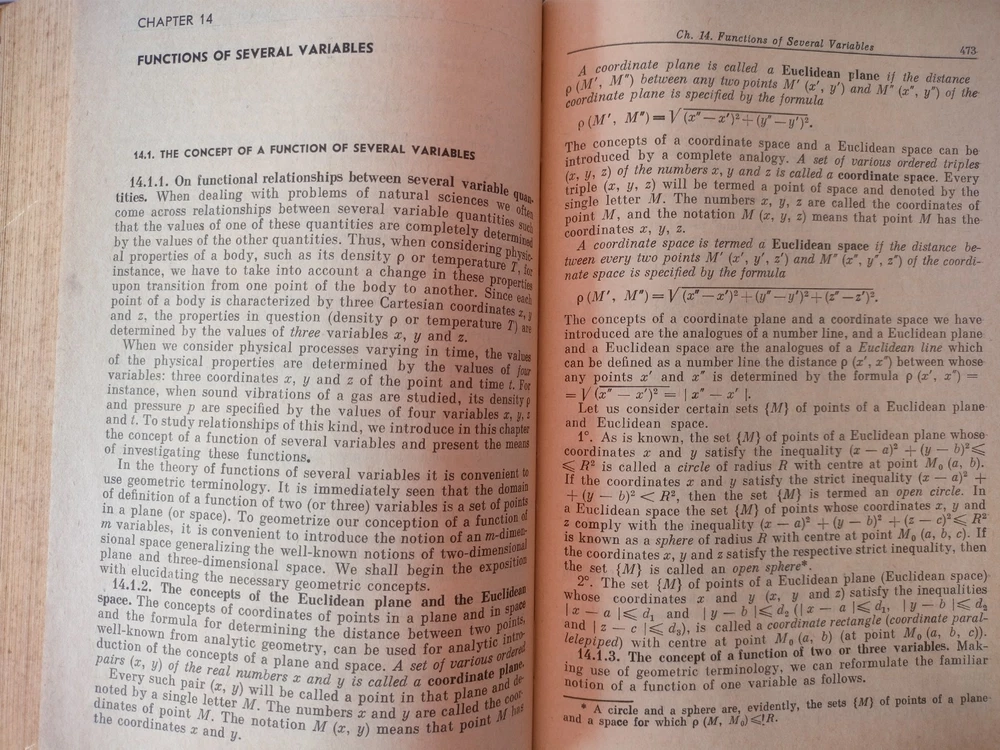 CHAPTER 14
FUNCTIONS OF SEVERAL VARIABLES
14.1. THE CONCEPT OF A FUNCTION OF SEVERAL VARIABLES
14.1.1. On functional relationships between several variable quan-
tities. When dealing with problems of natural sciences we often
come across relationships between several variable quantities such
that the values of one of these quantities are completely determined
by the values of the other quantities. Thus, when considering physic-
al properties of a body, such as its density ρ or temperature T, for
instance, we have to take into account a change in these properties
upon transition from one point of the body to another. Since each
point of a body is characterized by three Cartesian coordinates x, y
and z, the properties in question (density ρ or temperature T) are
determined by the values of three variables x, y and z.
When we consider physical processes varying in time, the values
of the physical properties are determined by the values of four
variables: three coordinates x, y and z of the point and time t. For
instance, when sound vibrations of a gas are studied, its density ρ
and pressure p are specified by the values of four variables x, y, z
and t. To study relationships of this kind, we introduce in this chapter
the concept of a function of several variables and present the means
of investigating these functions.
In the theory of functions of several variables it is convenient to
use geometric terminology. It is immediately seen that the domain
of definition of a function of two (or three) variables is a set of points
in a plane (or space). To geometrize our conception of a function of
m variables, it is convenient to introduce the notion of an m-dimen-
sional space generalizing the well-known notions of two-dimensional
plane and three-dimensional space. We shall begin the exposition
with elucidating the necessary geometric concepts.
14.1.2. The concepts of the Euclidean plane and the Euclidean
space. The concepts of coordinates of points in a plane and in space
and the formula for determining the distance between two points,
well-known from analytic geometry, can be used for analytic intro-
duction of the concepts of a plane and space. A set of various ordered
pairs (x, y) of the real numbers x and y is called a coordinate plane.
Every such pair (x, y) will be called a point in that plane and de-
noted by a single letter M. The numbers x and y are called the coor-
dinates of point M. The notation M (x, y) means that point M has
the coordinates x and y.
Ch. 14. Functions of Several Variables 473
A coordinate plane is called a Euclidean plane if the distance
ρ (M′, M″) between any two points M′ (x′, y′) and M″ (x″, y″) of the
coordinate plane is specified by the formula
ρ (M′, M″) = √(x″ − x′)² + (y″ − y′)².
The concepts of a coordinate space and a Euclidean space can be
introduced by a complete analogy. A set of various ordered triples
(x, y, z) of the numbers x, y and z is called a coordinate space. Every
triple (x, y, z) will be termed a point of space and denoted by the
single letter M. The numbers x, y, z are called the coordinates of
point M, and the notation M (x, y, z) means that point M has the
coordinates x, y, z.
A coordinate space is termed a Euclidean space if the distance be-
tween every two points M′ (x′, y′, z′) and M″ (x″, y″, z″) of the coordi-
nate space is specified by the formula
ρ (M′, M″) = √(x″ − x′)² + (y″ − y′)² + (z″ − z′)².
The concepts of a coordinate plane and a coordinate space we have
introduced are the analogues of a number line, and a Euclidean plane
and a Euclidean space are the analogues of a Euclidean line which
can be defined as a number line the distance ρ (x′, x″) between whose
any points x′ and x″ is determined by the formula ρ (x′, x″) =
= √(x″ − x′)² = | x″ − x′ |.
Let us consider certain sets {M} of points of a Euclidean plane
and Euclidean space.
1°. As is known, the set {M} of points of a Euclidean plane whose
coordinates x and y satisfy the inequality (x − a)² + (y − b)² ⩽
⩽ R² is called a circle of radius R with centre at point M₀ (a, b).
If the coordinates x and y satisfy the strict inequality (x − a)² +
+ (y − b)² < R², then the set {M} is termed an open circle. In
a Euclidean space the set {M} of points whose coordinates x, y and
z comply with the inequality (x − a)² + (y − b)² + (z − c)² ⩽ R²
is known as a sphere of radius R with centre at point M₀ (a, b, c). If
the coordinates x, y and z satisfy the respective strict inequality, then
the set {M} is called an open sphere*.
2°. The set {M} of points of a Euclidean plane (Euclidean space)
whose coordinates x and y (x, y and z) satisfy the inequalities
| x − a | ⩽ d₁ and | y − b | ⩽ d₂ (| x − a | ⩽ d₁, | y − b | ⩽ d₂
and | z − c | ⩽ d₃), is called a coordinate rectangle (coordinate paral-
lelepiped) with centre at point M₀ (a, b) (at point M₀ (a, b, c)).
14.1.3. The concept of a function of two or three variables. Mak-
ing use of geometric terminology, we can reformulate the familiar
notion of a function of one variable as follows.
* A circle and a sphere are, evidently, the sets {M} of points of a plane
and a space for which ρ (M, M₀) ⩽ R.